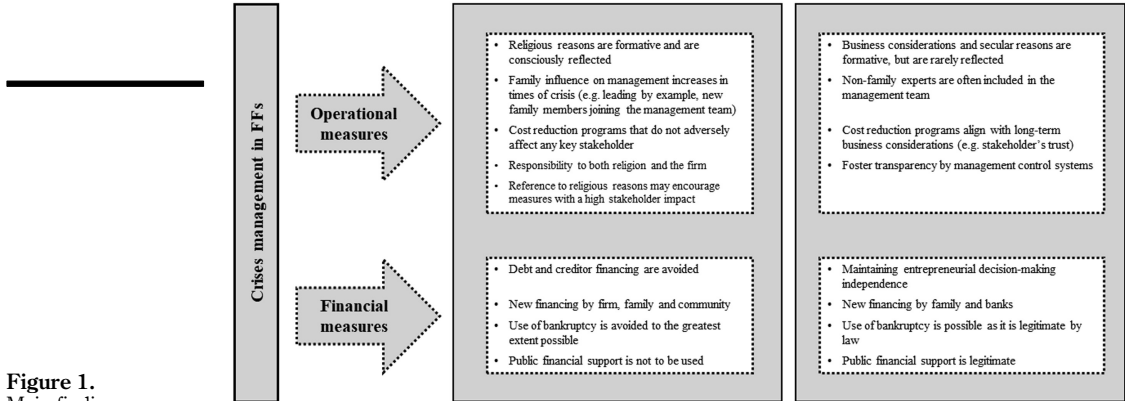 Crises management in FFs
Operational
measures
• Religious reasons are formative and are
consciously reflected
• Family influence on management increases in
times of crisis (e.g. leading by example, new
family members joining the management team)
• Cost reduction programs that do not adversely
affect any key stakeholder
• Responsibility to both religion and the firm
• Reference to religious reasons may encourage
measures with a high stakeholder impact
• Business considerations and secular reasons are
formative, but are rarely reflected
• Non-family experts are often included in the
management team
• Cost reduction programs align with long-term
business considerations (e.g. stakeholder's trust)
• Foster transparency by management control systems
Financial
measures
• Debt and creditor financing are avoided
• New financing by firm, family and community
• Use of bankruptcy is avoided to the greatest
extent possible
• Public financial support is not to be used
• Maintaining entrepreneurial decision-making
independence
• New financing by family and banks
• Use of bankruptcy is possible as it is legitimate by
law
• Public financial support is legitimate
Figure 1.